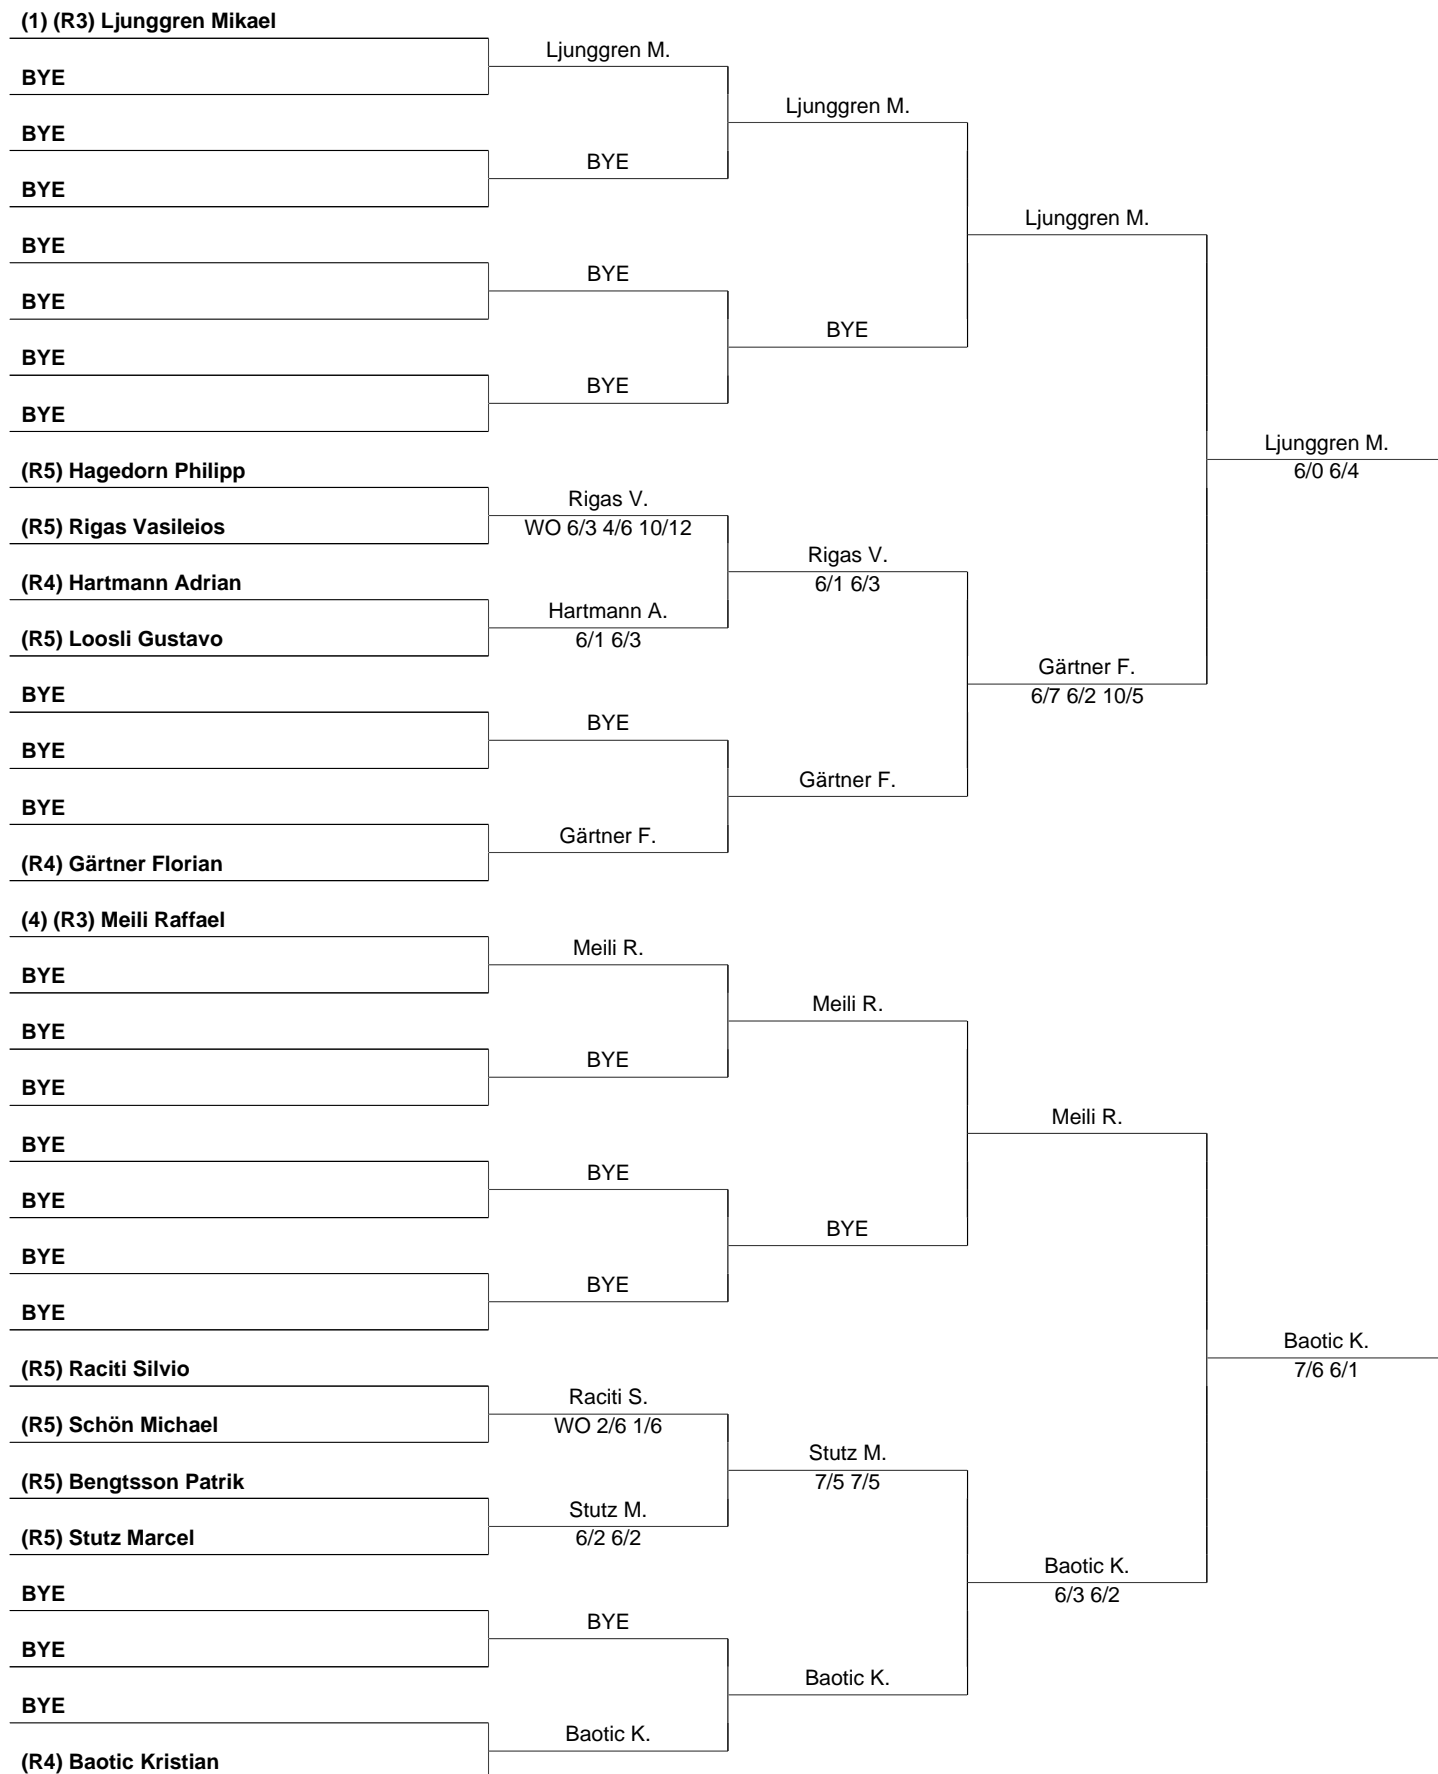 (1) (R3) Ljunggren Mikael
Ljunggren M.
BYE
Ljunggren M.
BYE
BYE
BYE
Ljunggren M.
BYE
BYE
BYE
BYE
BYE
BYE
BYE
Ljunggren M.
6/0 6/4
(R5) Hagedorn Philipp
Rigas V.
(R5) Rigas Vasileios
WO 6/3 4/6 10/12
Rigas V.
6/1 6/3
(R4) Hartmann Adrian
Hartmann A.
(R5) Loosli Gustavo
6/1 6/3
Gärtner F.
6/7 6/2 10/5
BYE
BYE
BYE
Gärtner F.
BYE
Gärtner F.
(R4) Gärtner Florian
(4) (R3) Meili Raffael
Meili R.
BYE
Meili R.
BYE
BYE
BYE
Meili R.
BYE
BYE
BYE
BYE
BYE
BYE
BYE
Baotic K.
7/6 6/1
(R5) Raciti Silvio
Raciti S.
(R5) Schön Michael
WO 2/6 1/6
Stutz M.
7/5 7/5
(R5) Bengtsson Patrik
Stutz M.
(R5) Stutz Marcel
6/2 6/2
Baotic K.
6/3 6/2
BYE
BYE
BYE
Baotic K.
BYE
Baotic K.
(R4) Baotic Kristian